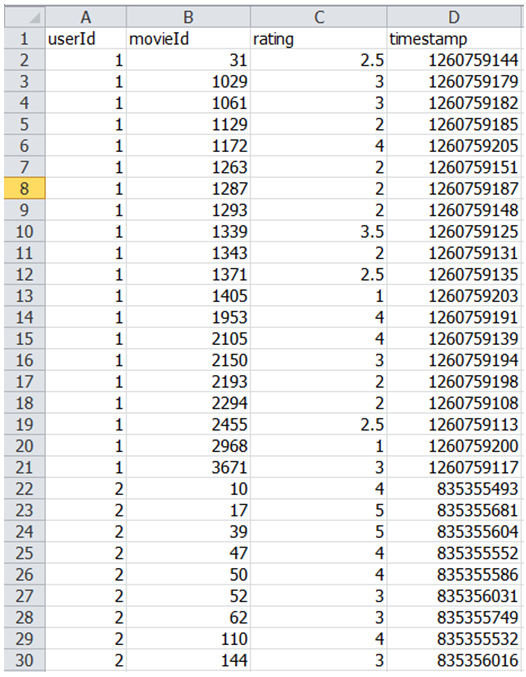 A B C D
1 userId movieId rating timestamp
2 1 31 2.5 1260759144
3 1 1029 3 1260759179
4 1 1061 3 1260759182
5 1 1129 2 1260759185
6 1 1172 4 1260759205
7 1 1263 2 1260759151
8 1 1287 2 1260759187
9 1 1293 2 1260759148
10 1 1339 3.5 1260759125
11 1 1343 2 1260759131
12 1 1371 2.5 1260759135
13 1 1405 1 1260759203
14 1 1953 4 1260759191
15 1 2105 4 1260759139
16 1 2150 3 1260759194
17 1 2193 2 1260759198
18 1 2294 2 1260759108
19 1 2455 2.5 1260759113
20 1 2968 1 1260759200
21 1 3671 3 1260759117
22 2 10 4 835355493
23 2 17 5 835355681
24 2 39 5 835355604
25 2 47 4 835355552
26 2 50 4 835355586
27 2 52 3 835356031
28 2 62 3 835355749
29 2 110 4 835355532
30 2 144 3 835356016